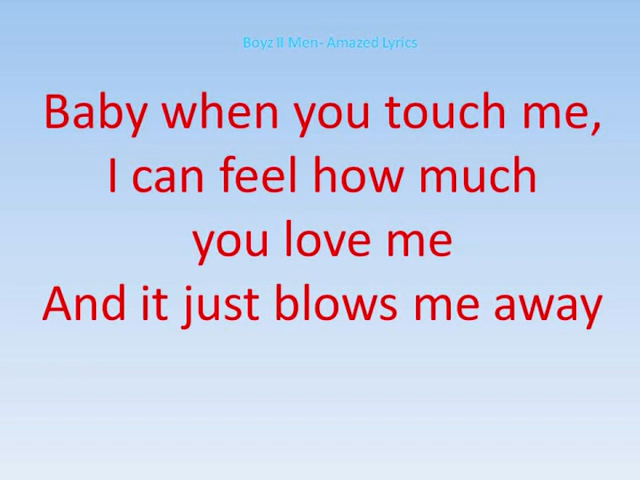 Boyz II Men- Amazed Lyrics
Baby when you touch me,
I can feel how much
you love me
And it just blows me away